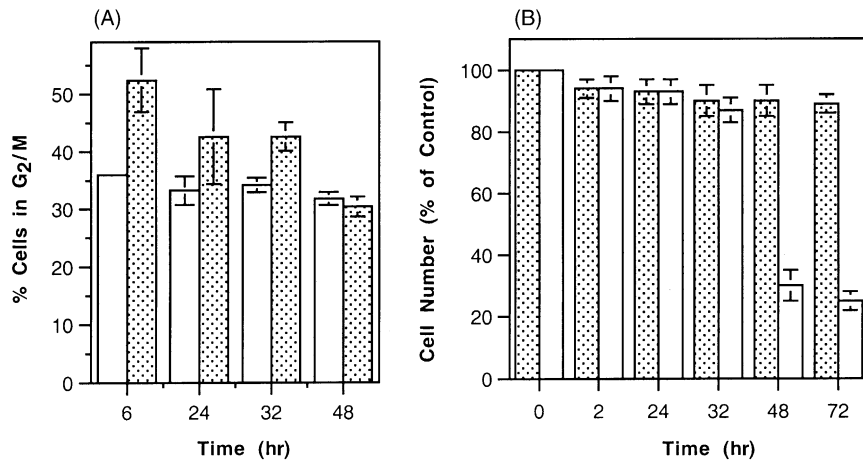 (A)
% Cells in G2/M
50
40
30
20
10
0
6 24 32 48
Time (hr)
(B)
Cell Number (% of Control)
100
80
60
40
20
0
0 2 24 32 48 72
Time (hr)